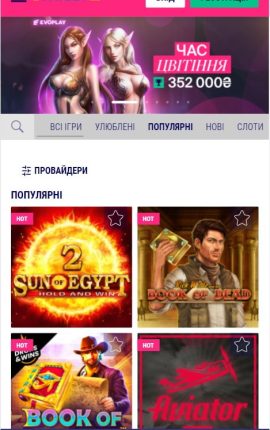 EVOPLAY
ЧАС
ЦВІТІННЯ
352 000₴
ВСІ ІГРИ УЛЮБЛЕНІ ПОПУЛЯРНІ НОВІ СЛОТИ
ПРОВАЙДЕРИ
ПОПУЛЯРНІ
HOT
HOT
2
SUN OF EGYPT
HOLD AND WIN
BOOK OF DEAD
HOT
HOT
DROPS
& WINS
BOOK OF
Aviator